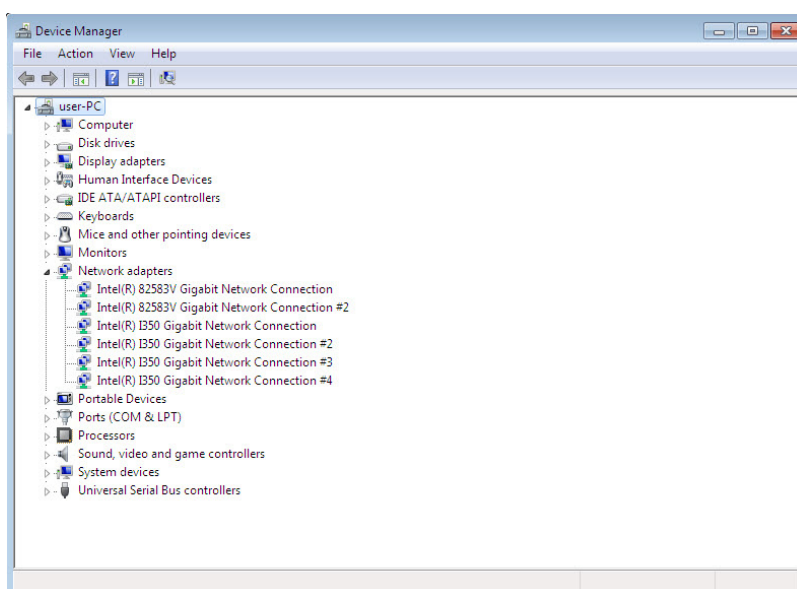 Device Manager
File Action View Help
user-PC
Computer
Disk drives
Display adapters
Human Interface Devices
IDE ATA/ATAPI controllers
Keyboards
Mice and other pointing devices
Monitors
Network adapters
Intel(R) 82583V Gigabit Network Connection
Intel(R) 82583V Gigabit Network Connection #2
Intel(R) I350 Gigabit Network Connection
Intel(R) I350 Gigabit Network Connection #2
Intel(R) I350 Gigabit Network Connection #3
Intel(R) I350 Gigabit Network Connection #4
Portable Devices
Ports (COM & LPT)
Processors
Sound, video and game controllers
System devices
Universal Serial Bus controllers